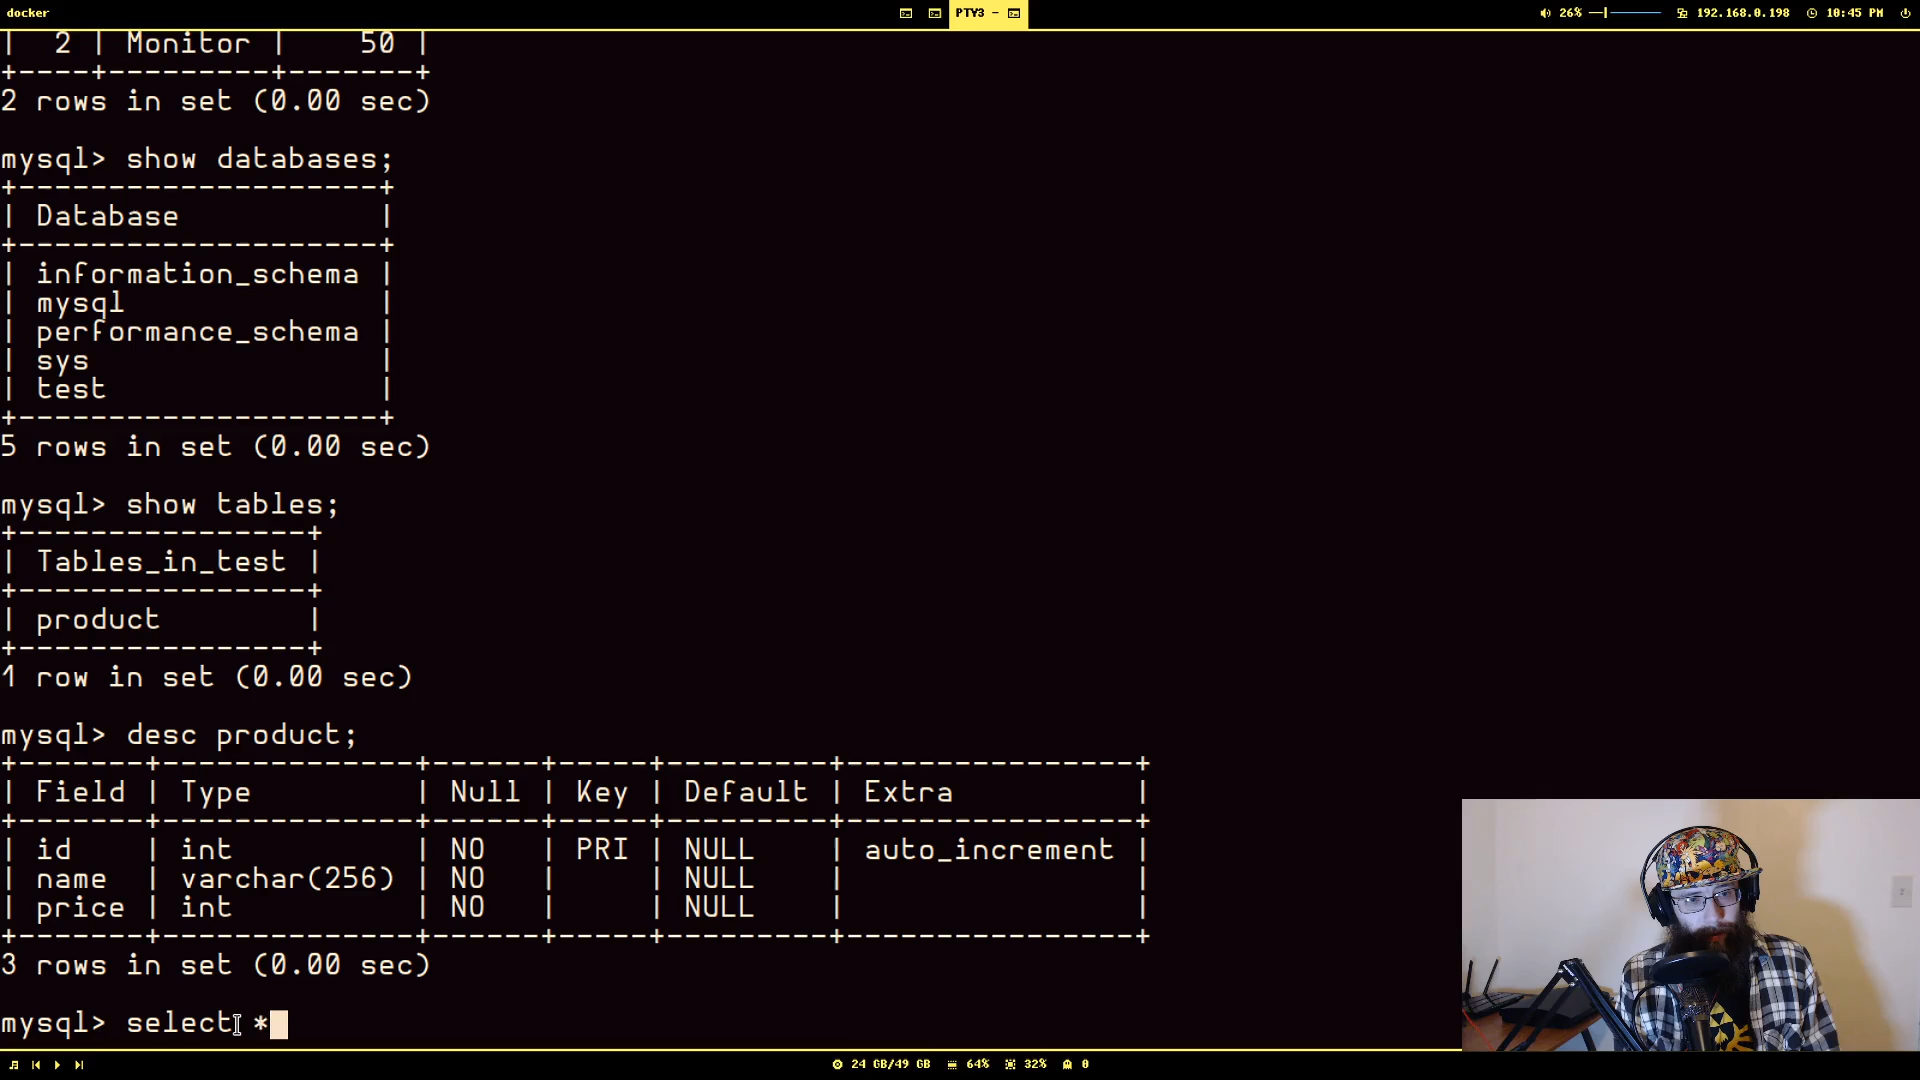 docker
PTY3 -
26%
192.168.0.198
10:45 PM
| 2 | Monitor | 50 |
+----+---------+-------+
2 rows in set (0.00 sec)
mysql> show databases;
+--------------------+
| Database |
+--------------------+
| information_schema |
| mysql |
| performance_schema |
| sys |
| test |
+--------------------+
5 rows in set (0.00 sec)
mysql> show tables;
+----------------+
| Tables_in_test |
+----------------+
| product |
+----------------+
1 row in set (0.00 sec)
mysql> desc product;
+-------+--------------+------+-----+---------+----------------+
| Field | Type | Null | Key | Default | Extra |
+-------+--------------+------+-----+---------+----------------+
| id | int | NO | PRI | NULL | auto_increment |
| name | varchar(256) | NO | | NULL | |
| price | int | NO | | NULL | |
+-------+--------------+------+-----+---------+----------------+
3 rows in set (0.00 sec)
mysql> select *
24 GB/49 GB
64%
32%
0